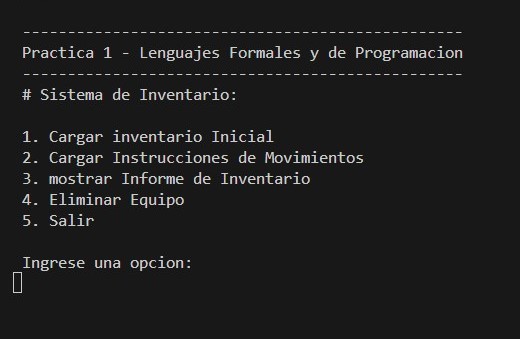 -------------------------------------------------
Practica 1 - Lenguajes Formales y de Programacion
-------------------------------------------------
# Sistema de Inventario:
1. Cargar inventario Inicial
2. Cargar Instrucciones de Movimientos
3. mostrar Informe de Inventario
4. Eliminar Equipo
5. Salir
Ingrese una opcion: